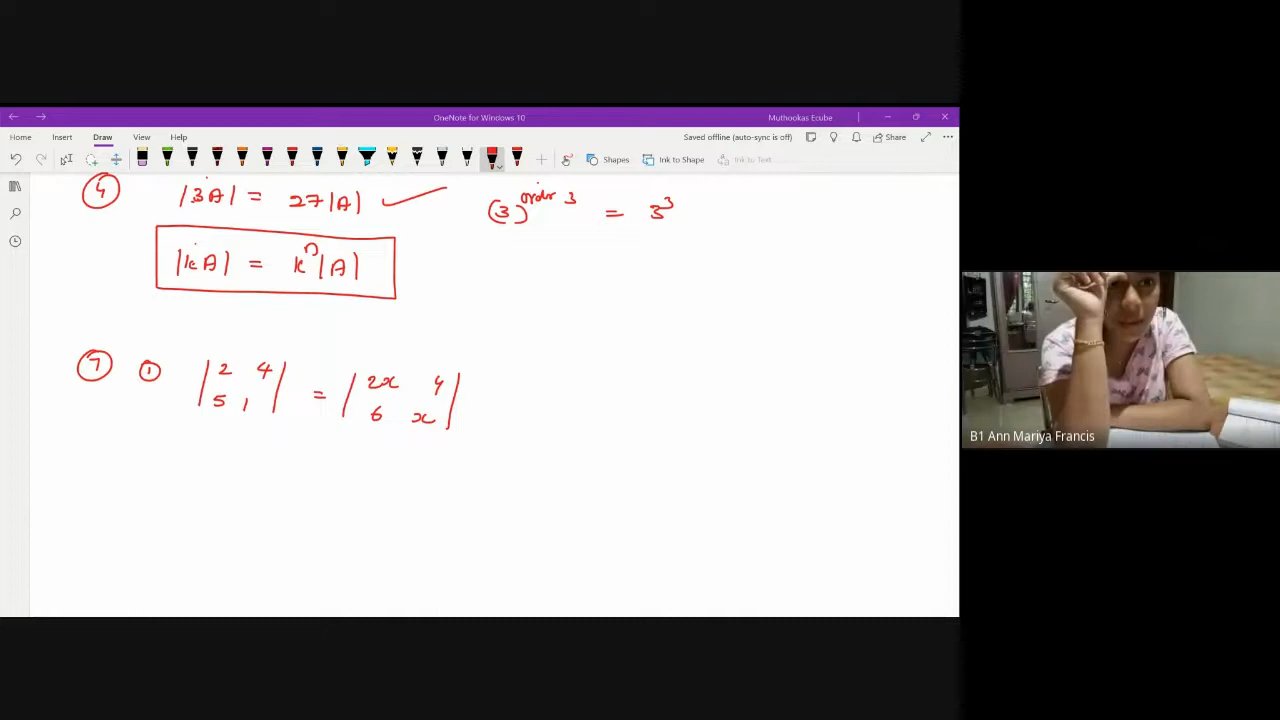 OneNote for Windows 10
Muthookas Ecube
Home Insert Draw View Help
Saved offline (auto-sync is off)
Share
Shapes
Ink to Shape
Ink to Text
4 |3A| = 27|A| (3)^order 3 = 3^3
|kA| = k^n|A|
7 1 |2 4| = |2x 4|
|5 1| |6 x|
B1 Ann Mariya Francis